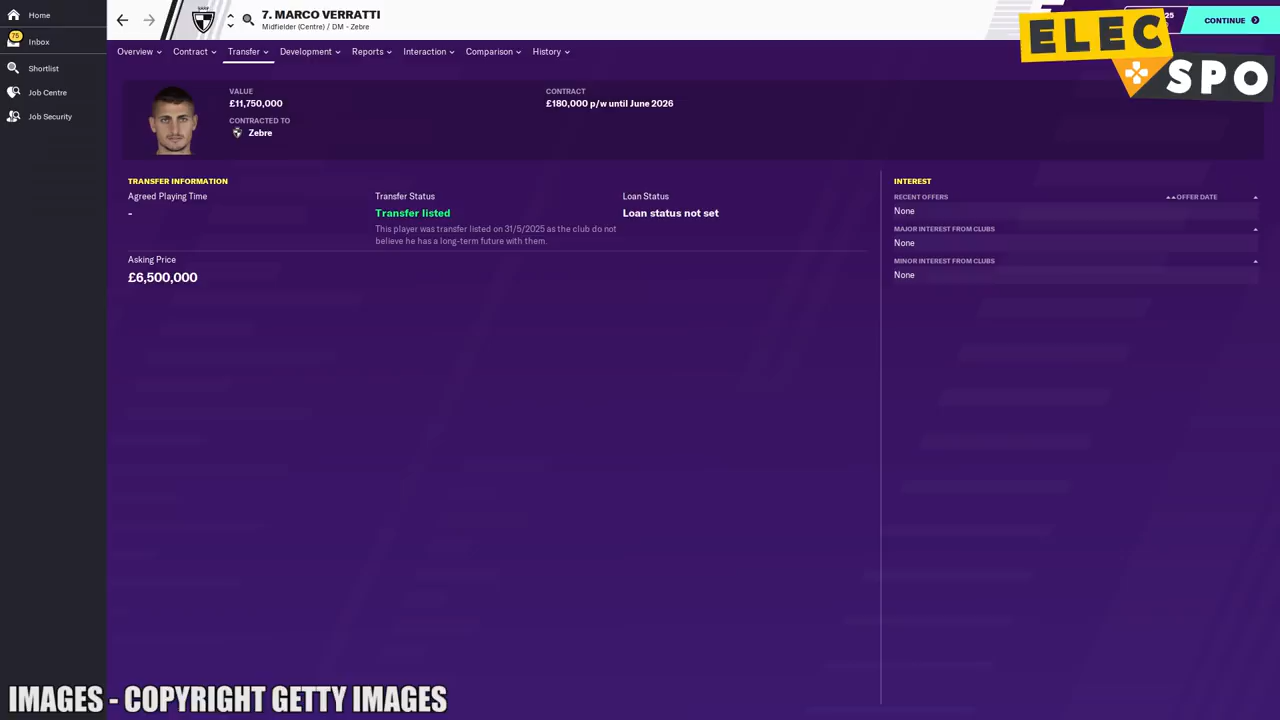 Home
75
Inbox
Shortlist
Job Centre
Job Security
7. MARCO VERRATTI
Midfielder (Centre) / DM - Zebre
25
CONTINUE
ELEC
SPO
Overview
Contract
Transfer
Development
Reports
Interaction
Comparison
History
VALUE
£11,750,000
CONTRACTED TO
Zebre
CONTRACT
£180,000 p/w until June 2026
TRANSFER INFORMATION
Agreed Playing Time
-
Transfer Status
Transfer listed
This player was transfer listed on 31/5/2025 as the club do not
believe he has a long-term future with them.
Loan Status
Loan status not set
Asking Price
£6,500,000
INTEREST
RECENT OFFERS
OFFER DATE
None
MAJOR INTEREST FROM CLUBS
None
MINOR INTEREST FROM CLUBS
None
IMAGES - COPYRIGHT GETTY IMAGES